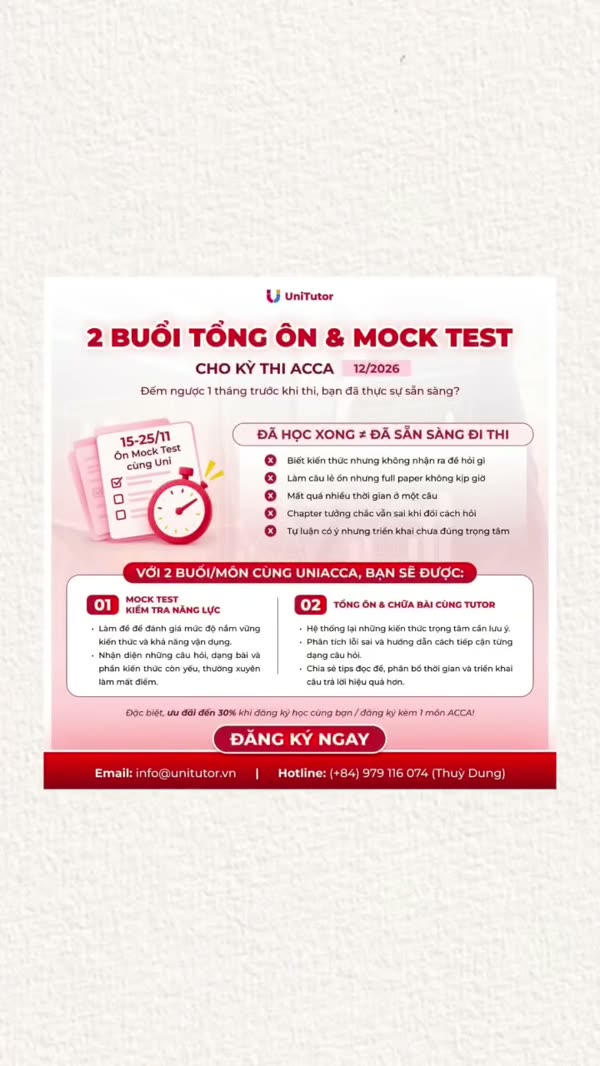 UniTutor
2 BUỔI TỔNG ÔN & MOCK TEST
CHO KỲ THI ACCA 12/2026
Đếm ngược 1 tháng trước khi thi, bạn đã thực sự sẵn sàng?
15-25/11
Ôn Mock Test
cùng Uni
ĐÃ HỌC XONG ≠ ĐÃ SẴN SÀNG ĐI THI
Biết kiến thức nhưng không nhận ra đề hỏi gì
Làm câu lẻ ổn nhưng full paper không kịp giờ
Mất quá nhiều thời gian ở một câu
Chapter tưởng chắc vẫn sai khi đổi cách hỏi
Tự luận có ý nhưng triển khai chưa đúng trọng tâm
VỚI 2 BUỔI/MÔN CÙNG UNIACCA, BẠN SẼ ĐƯỢC:
01 MOCK TEST
KIỂM TRA NĂNG LỰC
• Làm đề để đánh giá mức độ nắm vững
kiến thức và khả năng vận dụng.
• Nhận diện những câu hỏi, dạng bài và
phần kiến thức còn yếu, thường xuyên
làm mất điểm.
02 TỔNG ÔN & CHỮA BÀI CÙNG TUTOR
• Hệ thống lại những kiến thức trọng tâm cần lưu ý.
• Phân tích lỗi sai và hướng dẫn cách tiếp cận từng
dạng câu hỏi.
• Chia sẻ tips đọc đề, phân bổ thời gian và triển khai
câu trả lời hiệu quả hơn.
Đặc biệt, ưu đãi đến 30% khi đăng ký học cùng bạn / đăng ký kèm 1 môn ACCA!
ĐĂNG KÝ NGAY
Email: info@unitutor.vn | Hotline: (+84) 979 116 074 (Thuỳ Dung)